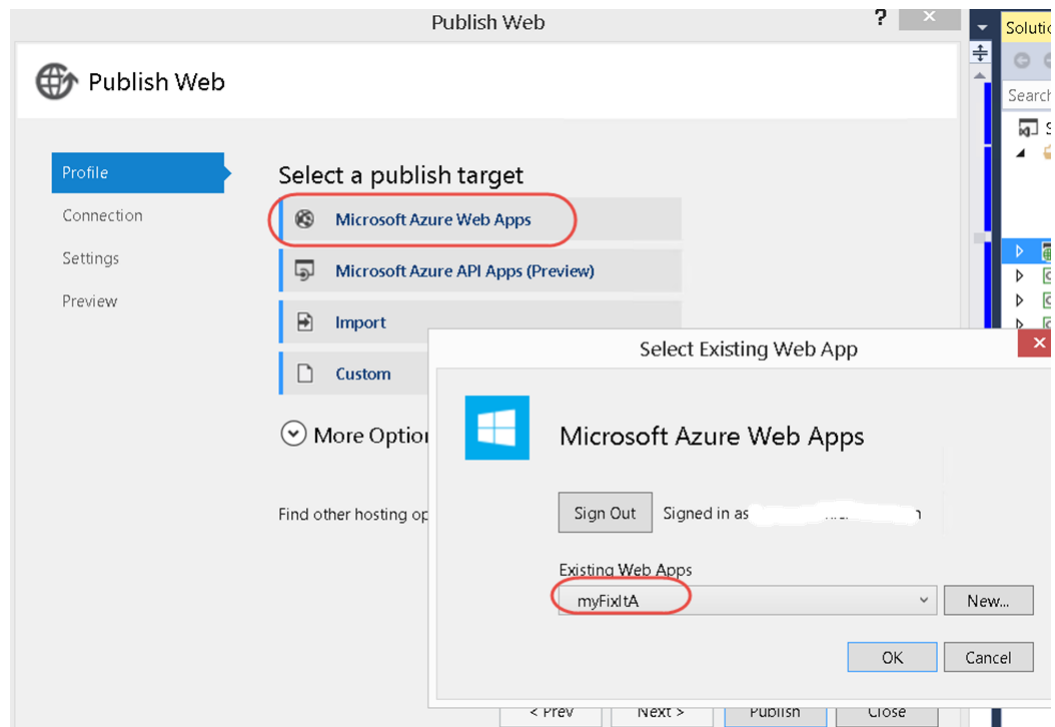 Publish Web
?
Publish Web
Profile
Connection
Settings
Preview
Select a publish target
Microsoft Azure Web Apps
Microsoft Azure API Apps (Preview)
Import
Custom
More Option
Find other hosting op
< Prev
Next >
Publish
Close
Select Existing Web App
Microsoft Azure Web Apps
Sign Out
Signed in as
Existing Web Apps
myFixItA
New...
OK
Cancel
Solutio
Search
S